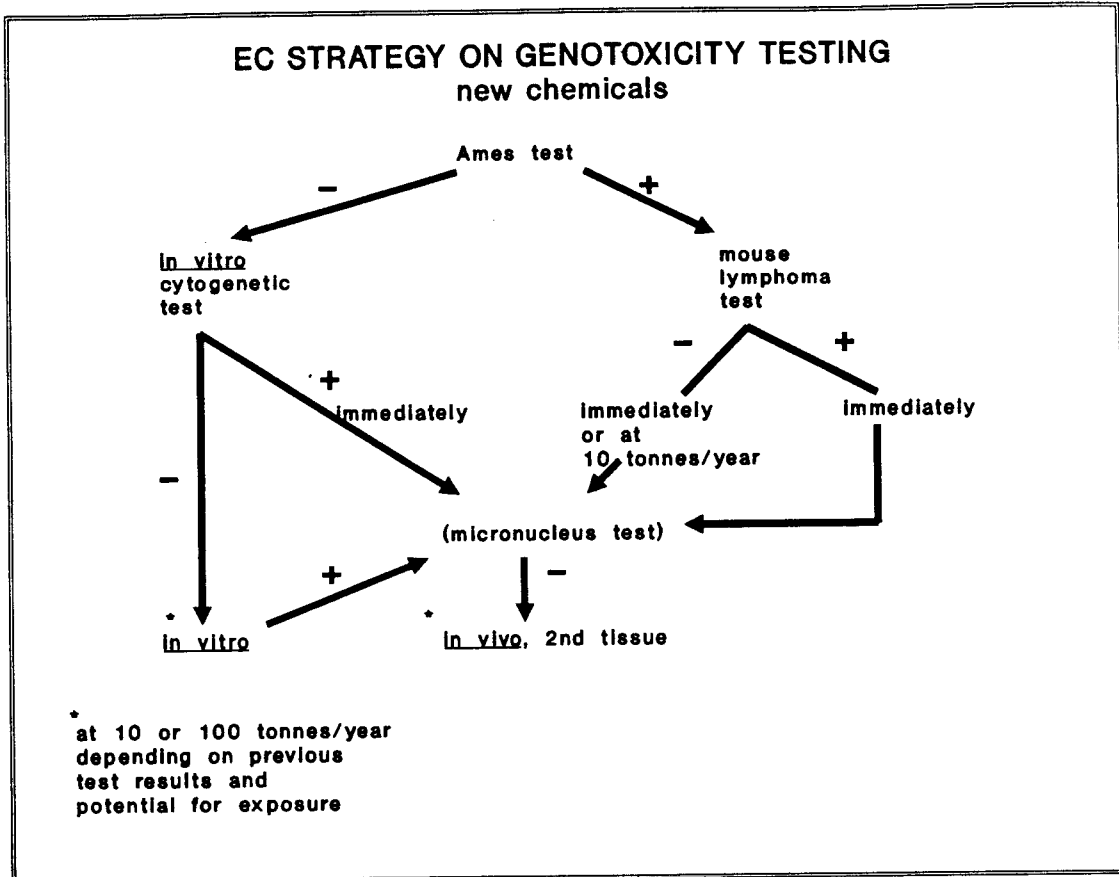 EC STRATEGY ON GENOTOXICITY TESTING
new chemicals
Ames test
−
+
in vitro
cytogenetic
test
mouse
lymphoma
test
−
+
+
immediately
immediately
or at
10 tonnes/year
immediately
−
(micronucleus test)
+
−
*
in vitro
*
in vivo, 2nd tissue
*
at 10 or 100 tonnes/year
depending on previous
test results and
potential for exposure